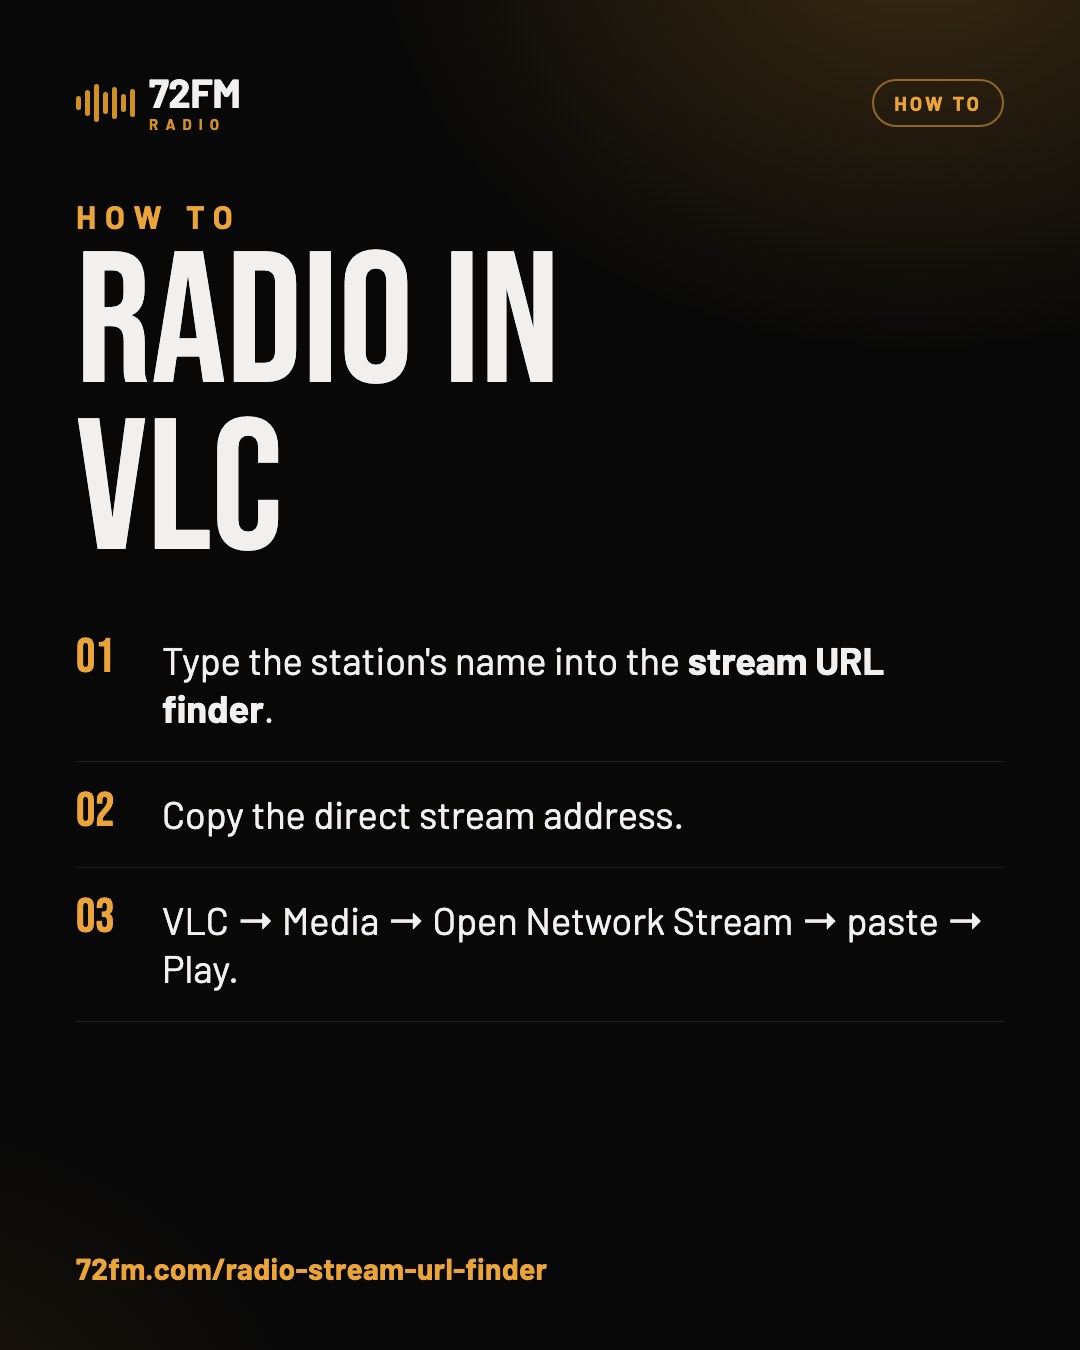 72FM
RADIO
HOW TO
HOW TO
RADIO IN
VLC
01
Type the station's name into the stream URL
finder.
02
Copy the direct stream address.
03
VLC → Media → Open Network Stream → paste →
Play.
72fm.com/radio-stream-url-finder